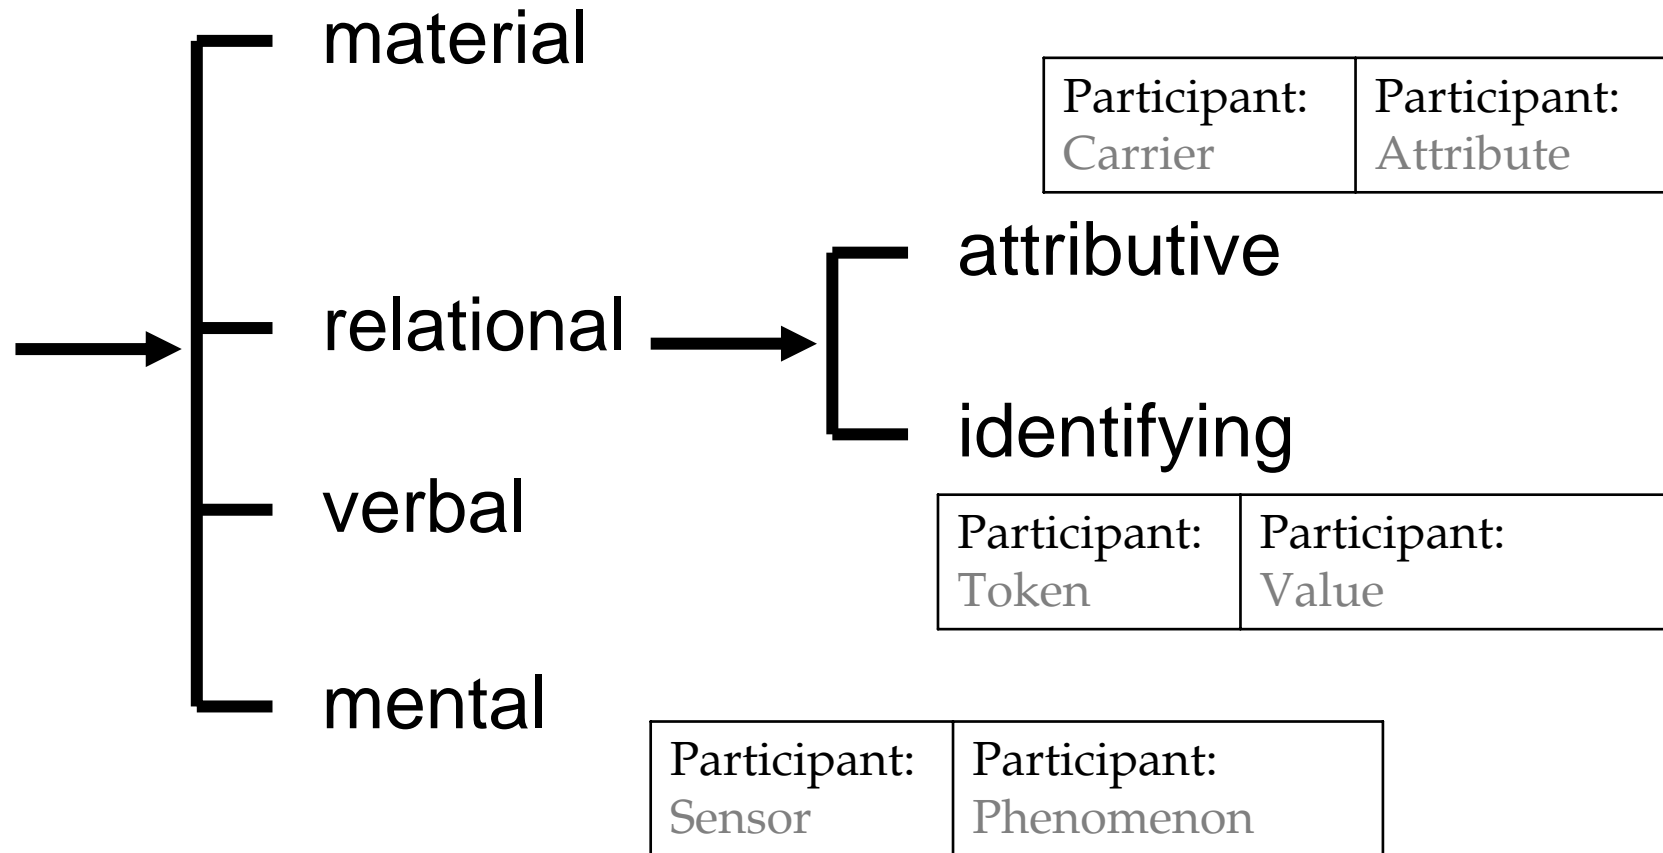 material
Participant: Participant:
Carrier Attribute
attributive
relational
identifying
verbal
Participant: Participant:
Token Value
mental
Participant: Participant:
Sensor Phenomenon